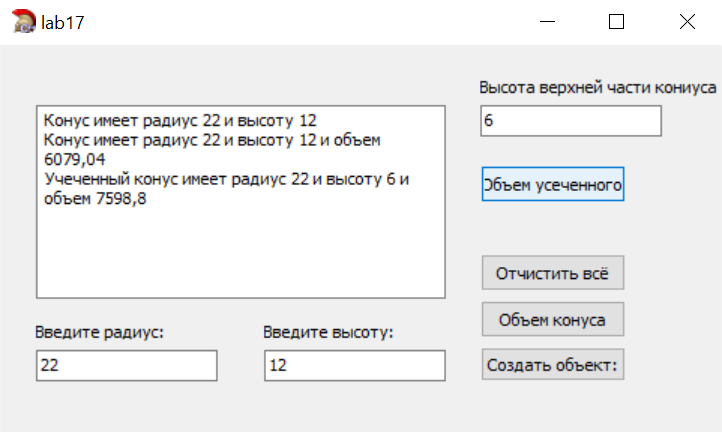 lab17
Высота верхней части кониуса
6
Конус имеет радиус 22 и высоту 12
Конус имеет радиус 22 и высоту 12 и объем
6079,04
Учеченный конус имеет радиус 22 и высоту 6 и
объем 7598,8
Объем усеченного
Отчистить всё
Объем конуса
Введите радиус:
Введите высоту:
22
12
Создать объект: